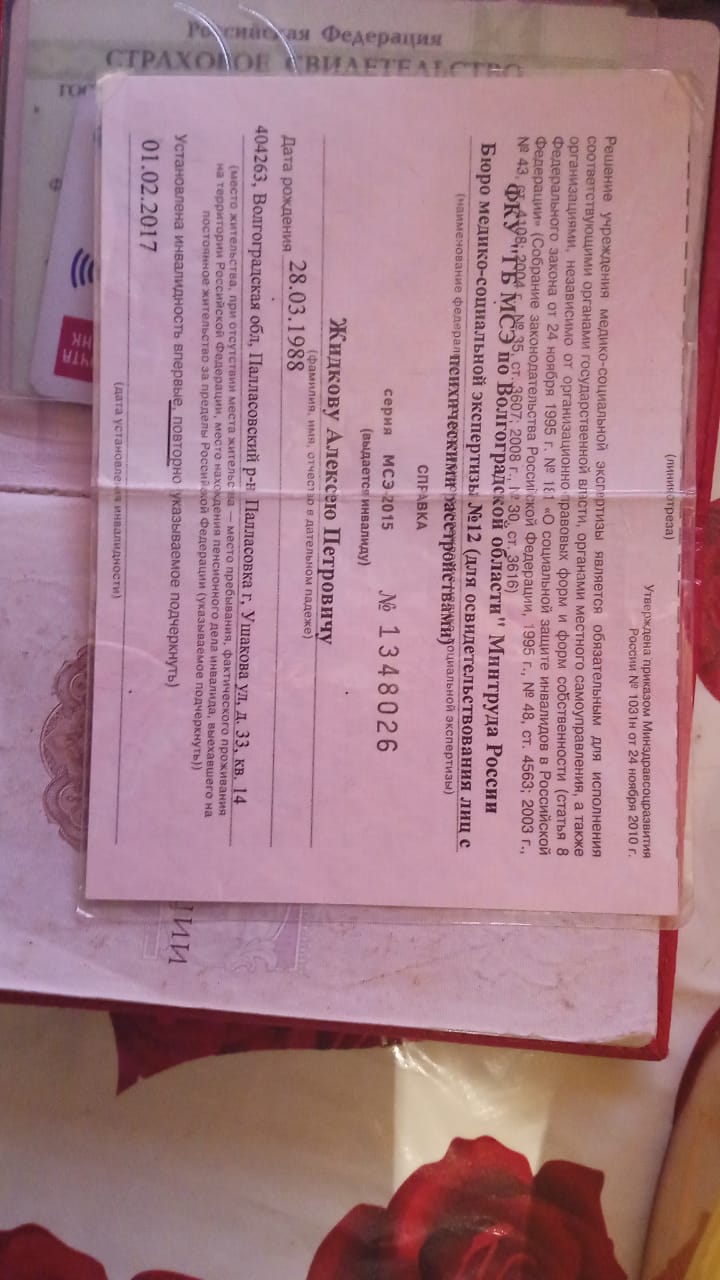 Российская Федерация
СТРАХОВОЕ СВИДЕТЕЛЬСТВО
(линия отреза)
Утверждена приказом Минздравсоцразвития
России № 1031н от 24 ноября 2010 г.
Решение учреждения медико-социальной экспертизы является обязательным для исполнения
соответствующими органами государственной власти, органами местного самоуправления, а также
организациями, независимо от организационно-правовых форм и форм собственности (статья 8
Федерального закона от 24 ноября 1995 г. № 181 «О социальной защите инвалидов в Российской
Федерации» (Собрание законодательства Российской Федерации, 1995 г., № 48, ст. 4563; 2003 г.,
№ 43, ст. 4108; 2004 г. № 35, ст. 3607; 2008 г., № 30, ст. 3616)
ФКУ "ГБ МСЭ по Волгоградской области" Минтруда России
Бюро медико-социальной экспертизы №12 (для освидетельствования лиц с
психическими расстройствами)
(наименование социальной экспертизы)
СПРАВКА
серия МСЭ-2015 № 1348026
(выдается инвалиду)
Жидкову Алексею Петровичу
(фамилия, имя, отчество в дательном падеже)
Дата рождения 28.03.1988
404263, Волгоградская обл, Палласовский р-н Палласовка г, Ушакова ул, д. 33, кв. 14
(место жительства, при отсутствии места жительства — место пребывания, фактического проживания
на территории Российской Федерации, место нахождения пенсионного дела инвалида, выехавшего на
постоянное жительство за пределы Российской Федерации (указываемое подчеркнуть))
Установлена инвалидность впервые, повторно (указываемое подчеркнуть)
01.02.2017
(дата установления инвалидности)